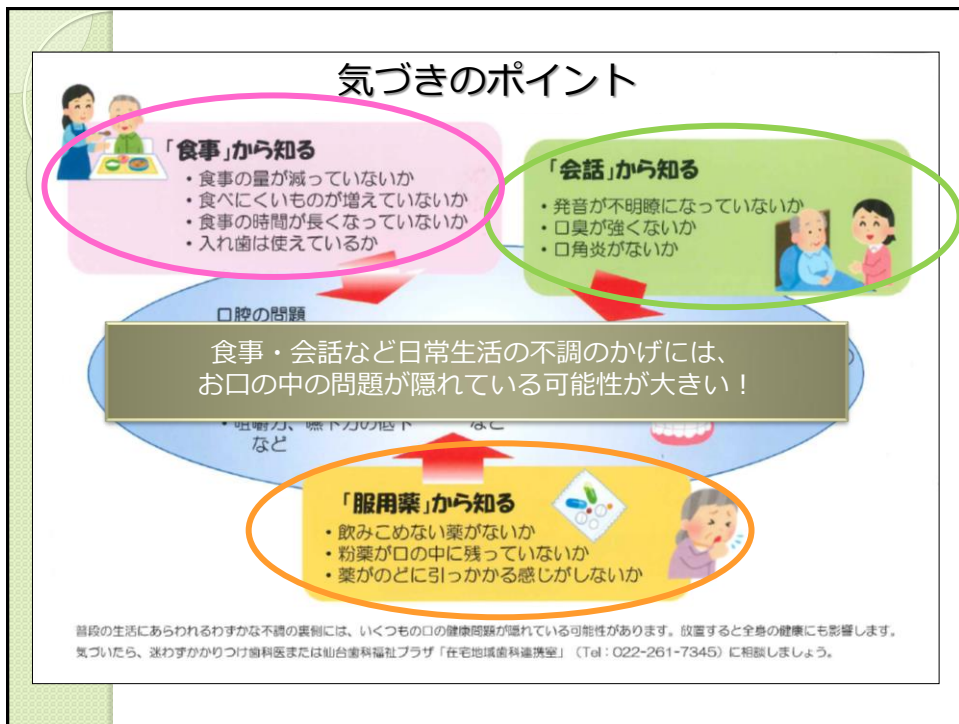 気づきのポイント
「食事」から知る
・食事の量が減っていないか
・食べにくいものが増えていないか
・食事の時間が長くなっていないか
・入れ歯は使えているか
「会話」から知る
・発音が不明瞭になっていないか
・口臭が強くないか
・口角炎がないか
口腔の問題
食事・会話など日常生活の不調のかげには、
お口の中の問題が隠れている可能性が大きい！
・咀嚼力、嚥下力の低下
など
など
「服用薬」から知る
・飲みこめない薬がないか
・粉薬が口の中に残っていないか
・薬がのどに引っかかる感じがしないか
普段の生活にあらわれるわずかな不調の裏側には、いくつもの口の健康問題が隠れている可能性があります。放置すると全身の健康にも影響します。
気づいたら、迷わずかかりつけ歯科医または仙台歯科福祉プラザ「在宅地域歯科連携室」（Tel：022-261-7345）に相談しましょう。